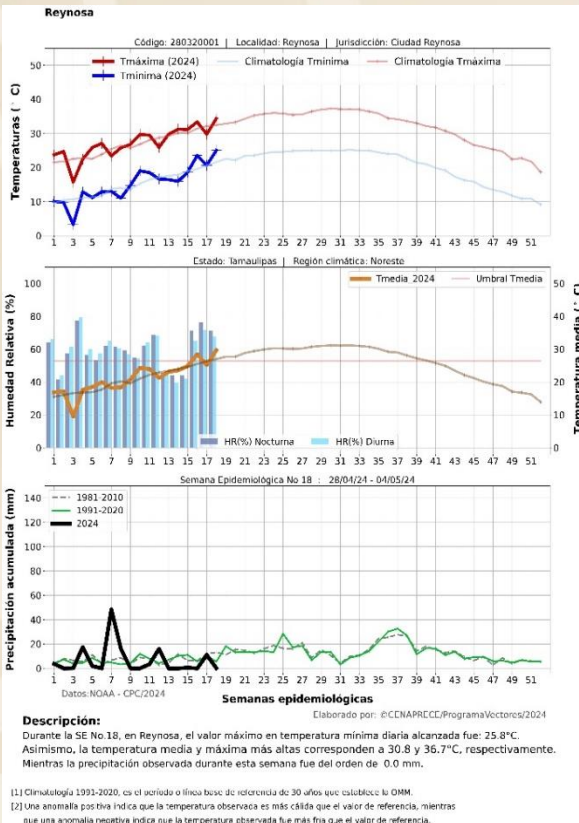 Reynosa
Código: 280320001 | Localidad: Reynosa | Jurisdicción: Ciudad Reynosa
Tmáxima (2024)
Tmínima (2024)
Climatología Tmínima
Climatología Tmáxima
Temperaturas (° C)
50
40
30
20
10
0
1 3 5 7 9 11 13 15 17 19 21 23 25 27 29 31 33 35 37 39 41 43 45 47 49 51
Estado: Tamaulipas | Región climática: Noreste
Tmedia 2024
Umbral Tmedia
Humedad Relativa (%)
100
80
60
40
20
0
Temperatura media (° C)
50
40
30
20
10
0
HR(%) Nocturna
HR(%) Diurna
1 3 5 7 9 11 13 15 17 19 21 23 25 27 29 31 33 35 37 39 41 43 45 47 49 51
Semana Epidemiológica No 18 : 28/04/24 - 04/05/24
1981-2010
1991-2020
2024
Precipitación acumulada (mm)
140
120
100
80
60
40
20
0
1 3 5 7 9 11 13 15 17 19 21 23 25 27 29 31 33 35 37 39 41 43 45 47 49 51
Datos:NOAA - CPC/2024
Semanas epidemiológicas
Elaborado por: ©CENAPRECE/ProgramaVectores/2024
Descripción:
Durante la SE No.18, en Reynosa, el valor máximo en temperatura mínima diaria alcanzada fue: 25.8°C.
Asimismo, la temperatura media y máxima más altas corresponden a 30.8 y 36.7°C, respectivamente.
Mientras la precipitación observada durante esta semana fue del orden de 0.0 mm.
[1] Climatología 1991-2020, es el período o línea base de referencia de 30 años que establece la OMM.
[2] Una anomalía positiva indica que la temperatura observada es más cálida que el valor de referencia, mientras
que una anomalía negativa indica que la temperatura observada fue más fría que el valor de referencia.